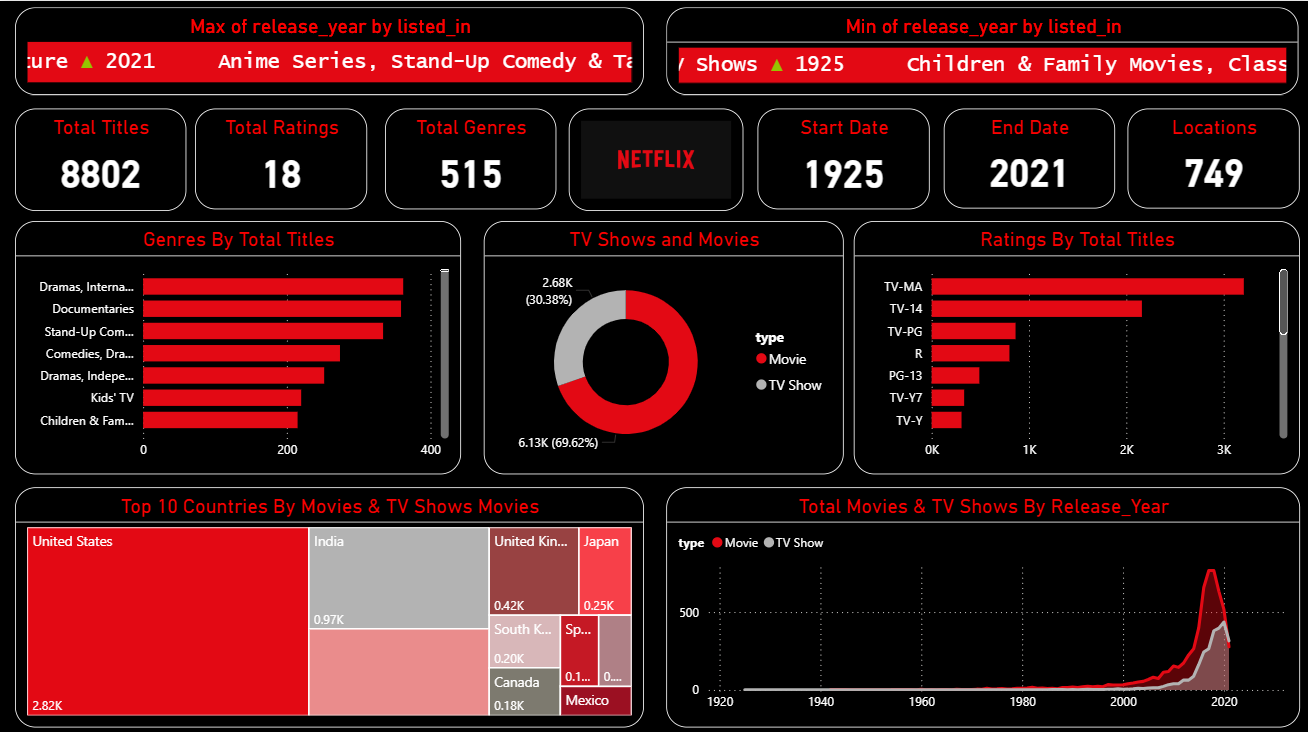 Max of release_year by listed_in
ture ▲ 2021 Anime Series, Stand-Up Comedy & Ta
Min of release_year by listed_in
V Shows ▲ 1925 Children & Family Movies, Class
Total Titles
8802
Total Ratings
18
Total Genres
515
NETFLIX
Start Date
1925
End Date
2021
Locations
749
Genres By Total Titles
Dramas, Interna...
Documentaries
Stand-Up Com...
Comedies, Dra...
Dramas, Indepe...
Kids' TV
Children & Fam...
0 200 400
TV Shows and Movies
2.68K
(30.38%)
6.13K (69.62%)
type
Movie
TV Show
Ratings By Total Titles
TV-MA
TV-14
TV-PG
R
PG-13
TV-Y7
TV-Y
0K 1K 2K 3K
Top 10 Countries By Movies & TV Shows Movies
United States
2.82K
India
0.97K
United Kin...
0.42K
Japan
0.25K
South K...
0.20K
Canada
0.18K
Sp...
0.1...
0....
Mexico
Total Movies & TV Shows By Release_Year
type Movie TV Show
500
0
1920 1940 1960 1980 2000 2020